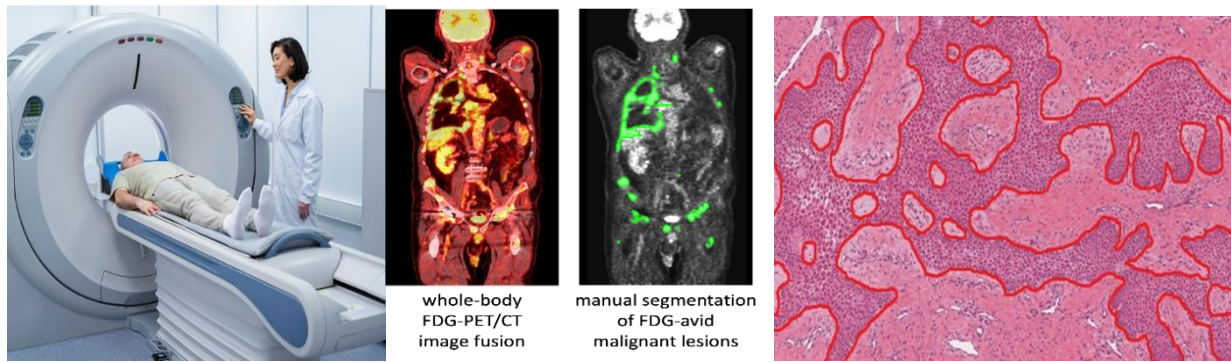 whole-body
FDG-PET/CT
image fusion
manual segmentation
of FDG-avid
malignant lesions